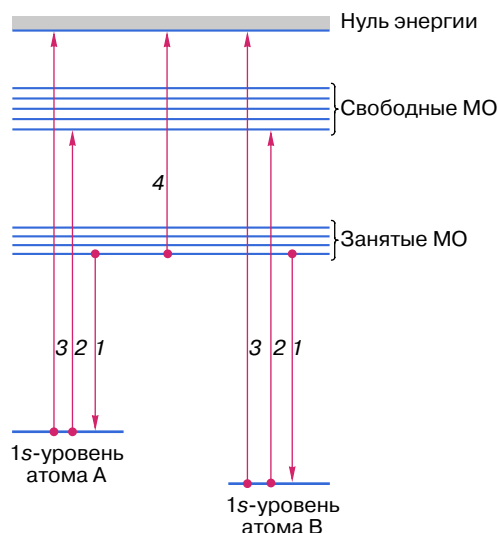 Нуль энергии
Свободные МО
4
Занятые МО
3 2 1
3 2 1
1s-уровень
атома А
1s-уровень
атома В